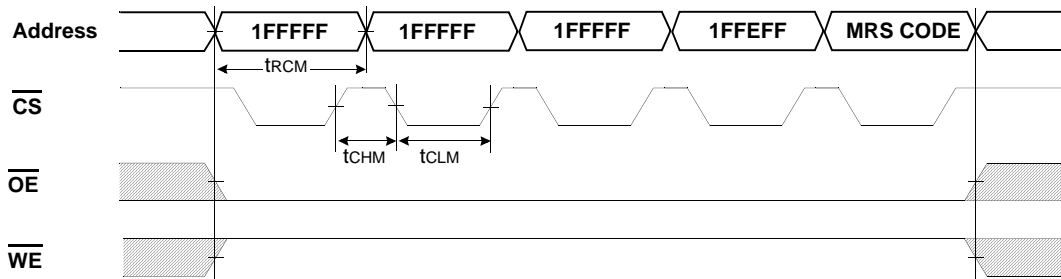 Address 1FFFFF 1FFFFF 1FFFFF 1FFEFF MRS CODE
tRCM
CS
tCHM tCLM
OE
WE